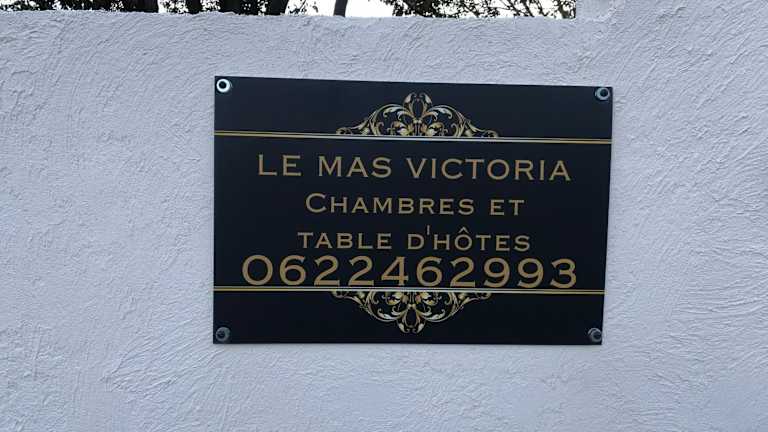 LE MAS VICTORIA
CHAMBRES ET
TABLE D'HÔTES
0622462993